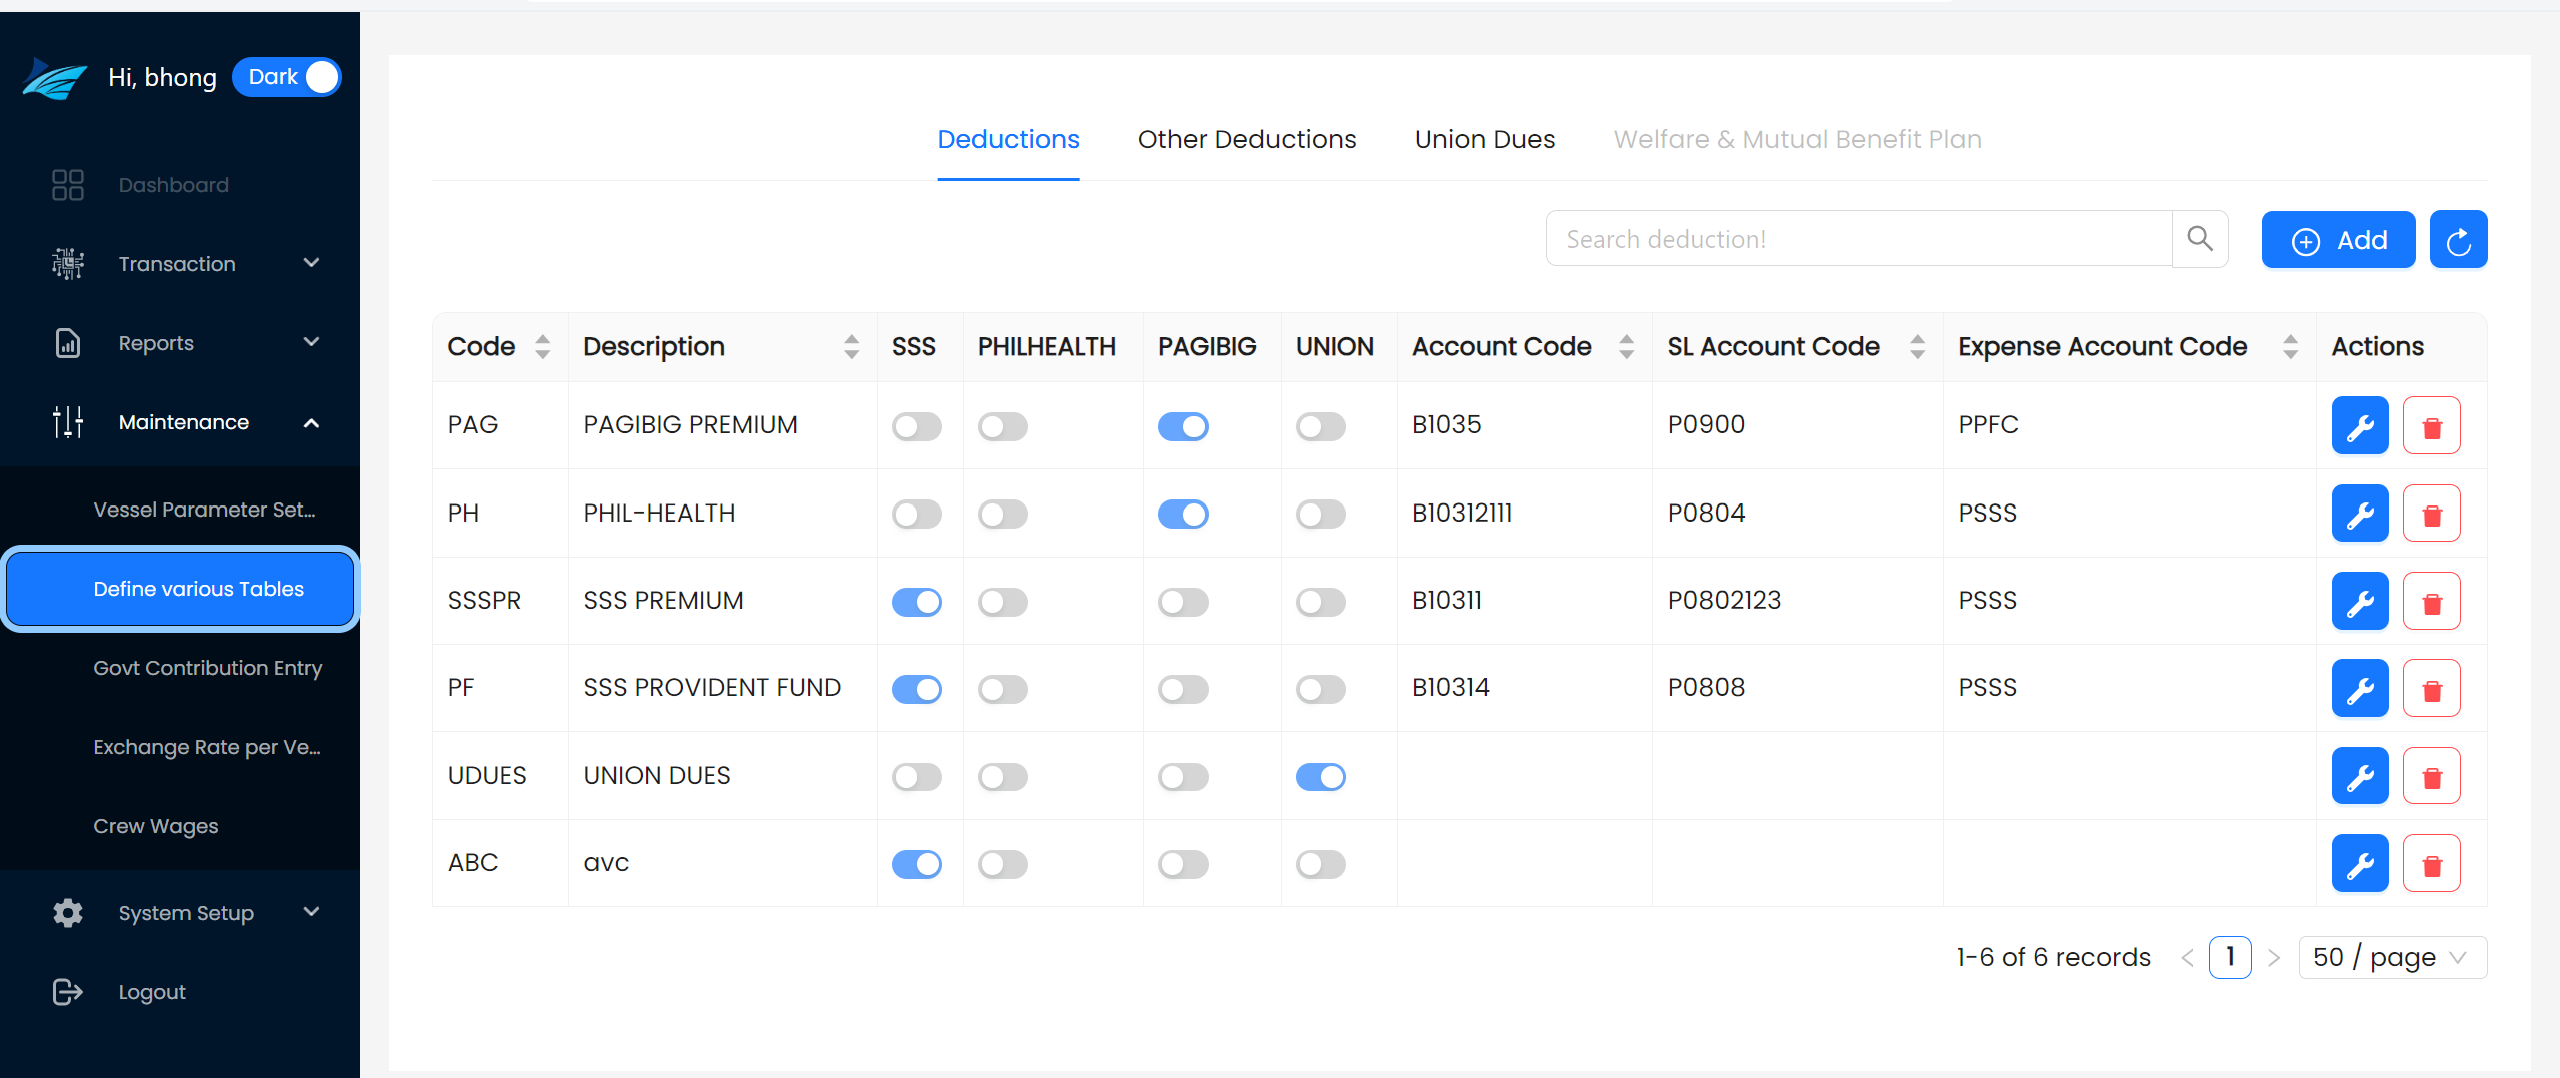 Hi, bhong Dark
Dashboard
Transaction
Reports
Maintenance
Vessel Parameter Set...
Define various Tables
Govt Contribution Entry
Exchange Rate per Ve...
Crew Wages
System Setup
Logout
Deductions Other Deductions Union Dues Welfare & Mutual Benefit Plan
Search deduction! Add
Code Description SSS PHILHEALTH PAGIBIG UNION Account Code SL Account Code Expense Account Code Actions
PAG PAGIBIG PREMIUM B1035 P0900 PPFC
PH PHIL-HEALTH B10312111 P0804 PSSS
SSSPR SSS PREMIUM B10311 P0802123 PSSS
PF SSS PROVIDENT FUND B10314 P0808 PSSS
UDUES UNION DUES
ABC avc
1-6 of 6 records 1 50 / page